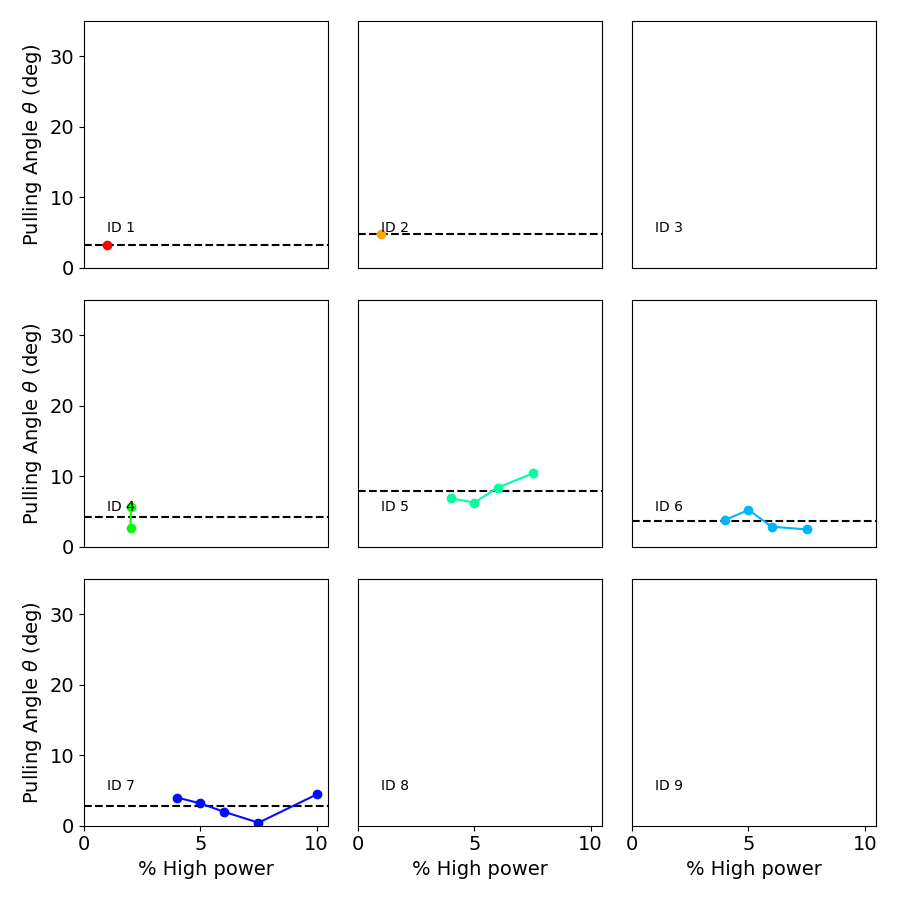 Pulling Angle θ (deg)
30
20
10
0
ID 1
ID 2
ID 3
Pulling Angle θ (deg)
30
20
10
0
ID 4
ID 5
ID 6
Pulling Angle θ (deg)
30
20
10
0
ID 7
ID 8
ID 9
0 5 10
0 5 10
0 5 10
% High power
% High power
% High power